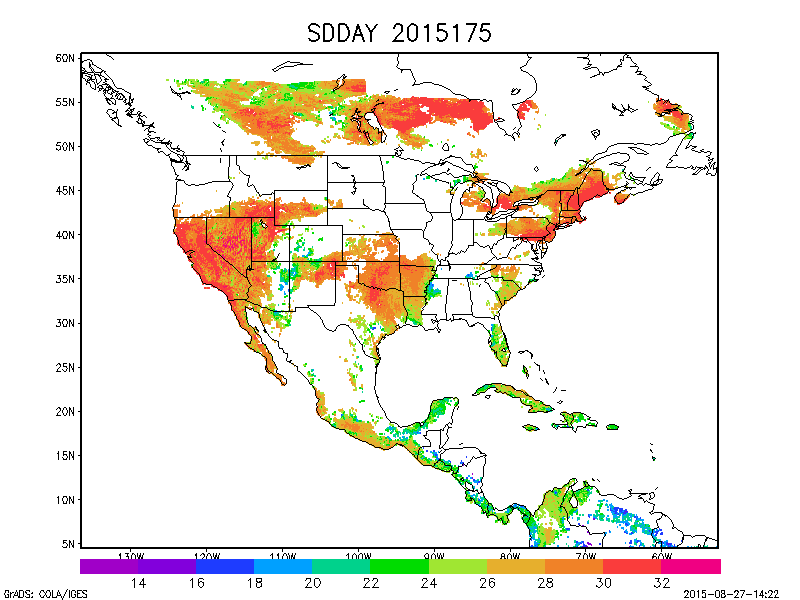 SDDAY 2015175
60N
55N
50N
45N
40N
35N
30N
25N
20N
15N
10N
5N
130W 120W 110W 100W 90W 80W 70W 60W
14 16 18 20 22 24 26 28 30 32
GrADS: COLA/IGES 2015-08-27-14:22